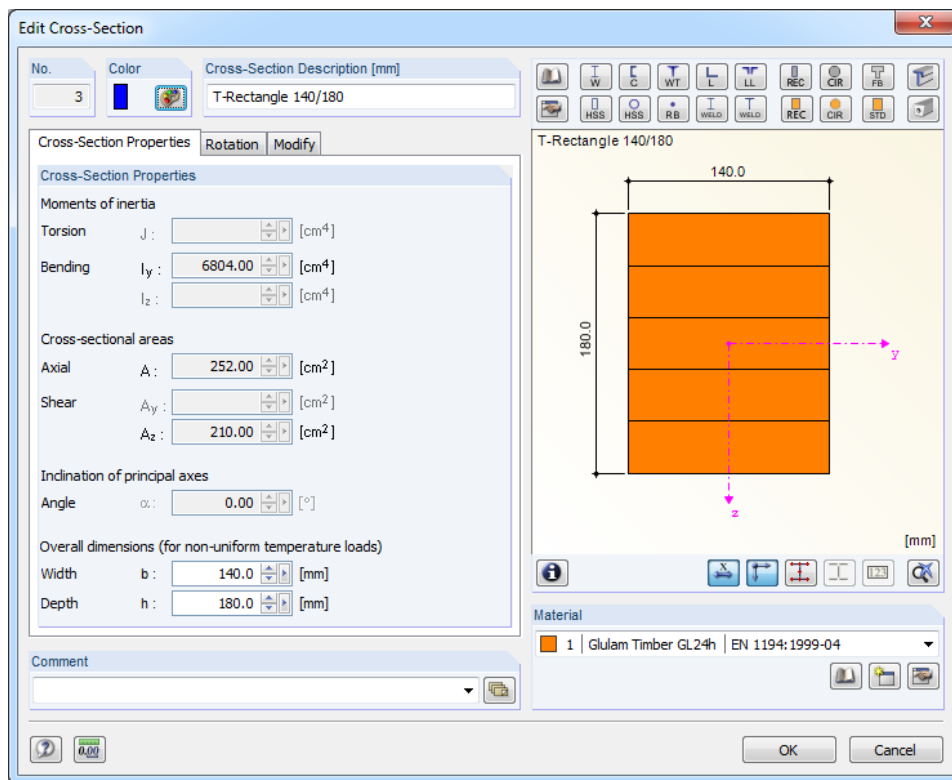 Edit Cross-Section
No. Color Cross-Section Description [mm]
3 T-Rectangle 140/180
Cross-Section Properties Rotation Modify
Cross-Section Properties
Moments of inertia
Torsion J : [cm4]
Bending Iy : 6804.00 [cm4]
Iz : [cm4]
Cross-sectional areas
Axial A : 252.00 [cm2]
Shear Ay : [cm2]
Az : 210.00 [cm2]
Inclination of principal axes
Angle α : 0.00 [°]
Overall dimensions (for non-uniform temperature loads)
Width b : 140.0 [mm]
Depth h : 180.0 [mm]
Comment
W C WT L LL REC CIR FB
HSS HSS RB WELD WELD REC CIR STD
T-Rectangle 140/180
140.0
180.0
y
z
[mm]
X 123
Material
1 Glulam Timber GL24h EN 1194:1999-04
0.00 OK Cancel